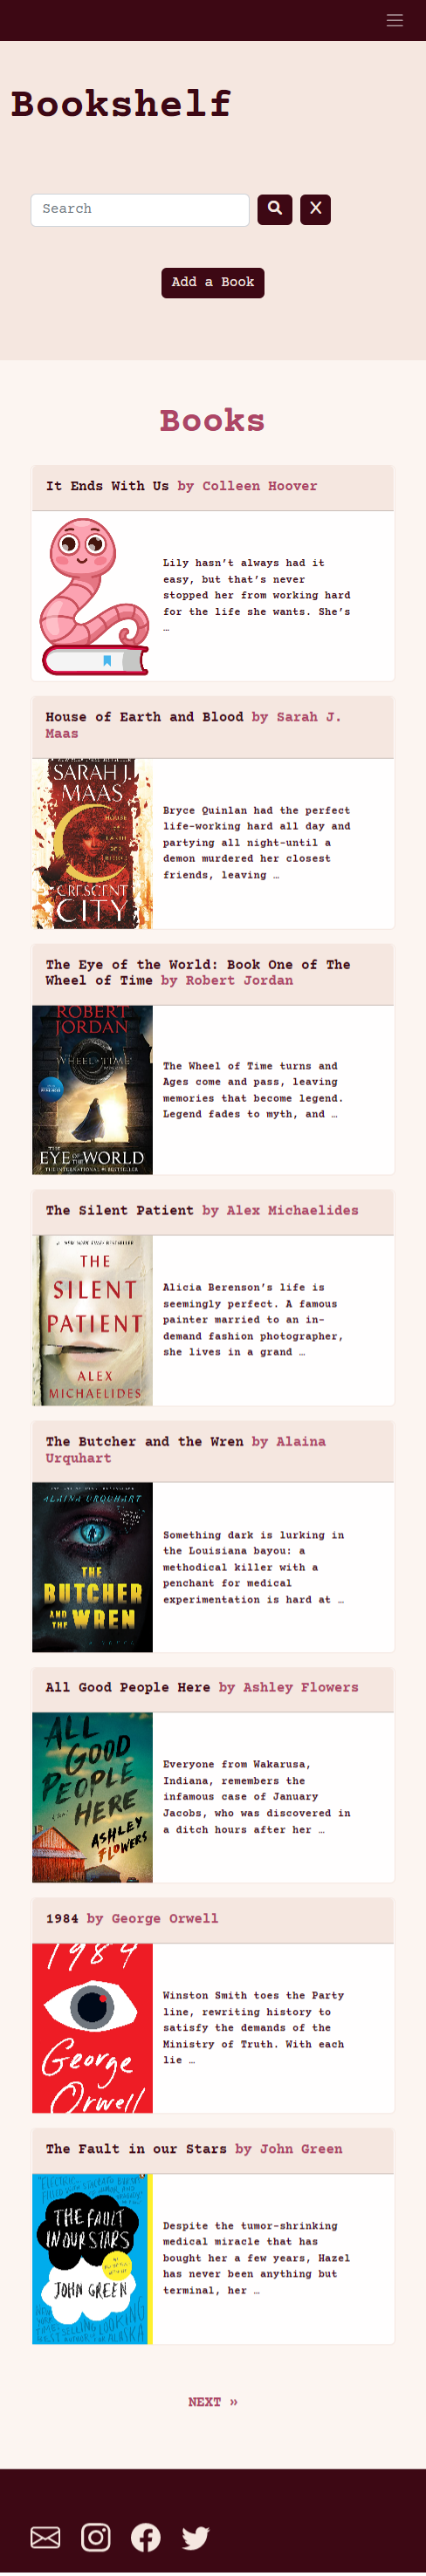 Bookshelf
Search
X
Add a Book
Books
It Ends With Us by Colleen Hoover
Lily hasn’t always had it
easy, but that’s never
stopped her from working hard
for the life she wants. She’s
…
House of Earth and Blood by Sarah J.
Maas
SARAH J.
MAAS
HOUSE
CRESCENT
CITY
Bryce Quinlan had the perfect
life-working hard all day and
partying all night-until a
demon murdered her closest
friends, leaving …
The Eye of the World: Book One of The
Wheel of Time by Robert Jordan
ROBERT
JORDAN
WHEEL OF TIME
THE
EYE OF THE WORLD
THE INTERNATIONAL #1 BESTSELLER
The Wheel of Time turns and
Ages come and pass, leaving
memories that become legend.
Legend fades to myth, and …
The Silent Patient by Alex Michaelides
THE
SILENT
PATIENT
ALEX
MICHAELIDES
Alicia Berenson’s life is
seemingly perfect. A famous
painter married to an in-
demand fashion photographer,
she lives in a grand …
The Butcher and the Wren by Alaina
Urquhart
ALAINA URQUHART
THE
BUTCHER
AND THE WREN
Something dark is lurking in
the Louisiana bayou: a
methodical killer with a
penchant for medical
experimentation is hard at …
All Good People Here by Ashley Flowers
ALL
GOOD
PEOPLE
HERE
ASHLEY
FLOWERS
Everyone from Wakarusa,
Indiana, remembers the
infamous case of January
Jacobs, who was discovered in
a ditch hours after her …
1984 by George Orwell
1984
George
Orwell
Winston Smith toes the Party
line, rewriting history to
satisfy the demands of the
Ministry of Truth. With each
lie …
The Fault in our Stars by John Green
THE FAULT
IN OUR STARS
JOHN GREEN
Despite the tumor-shrinking
medical miracle that has
bought her a few years, Hazel
has never been anything but
terminal, her …
NEXT »